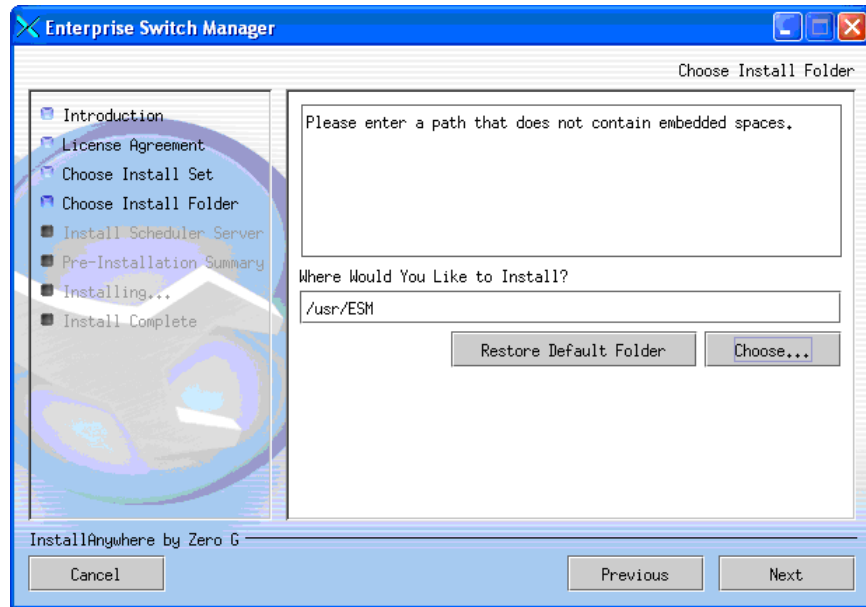 Enterprise Switch Manager
Choose Install Folder
Introduction
License Agreement
Choose Install Set
Choose Install Folder
Install Scheduler Server
Pre-Installation Summary
Installing...
Install Complete
Please enter a path that does not contain embedded spaces.
Where Would You Like to Install?
/usr/ESM
Restore Default Folder
Choose...
InstallAnywhere by Zero G
Cancel
Previous
Next